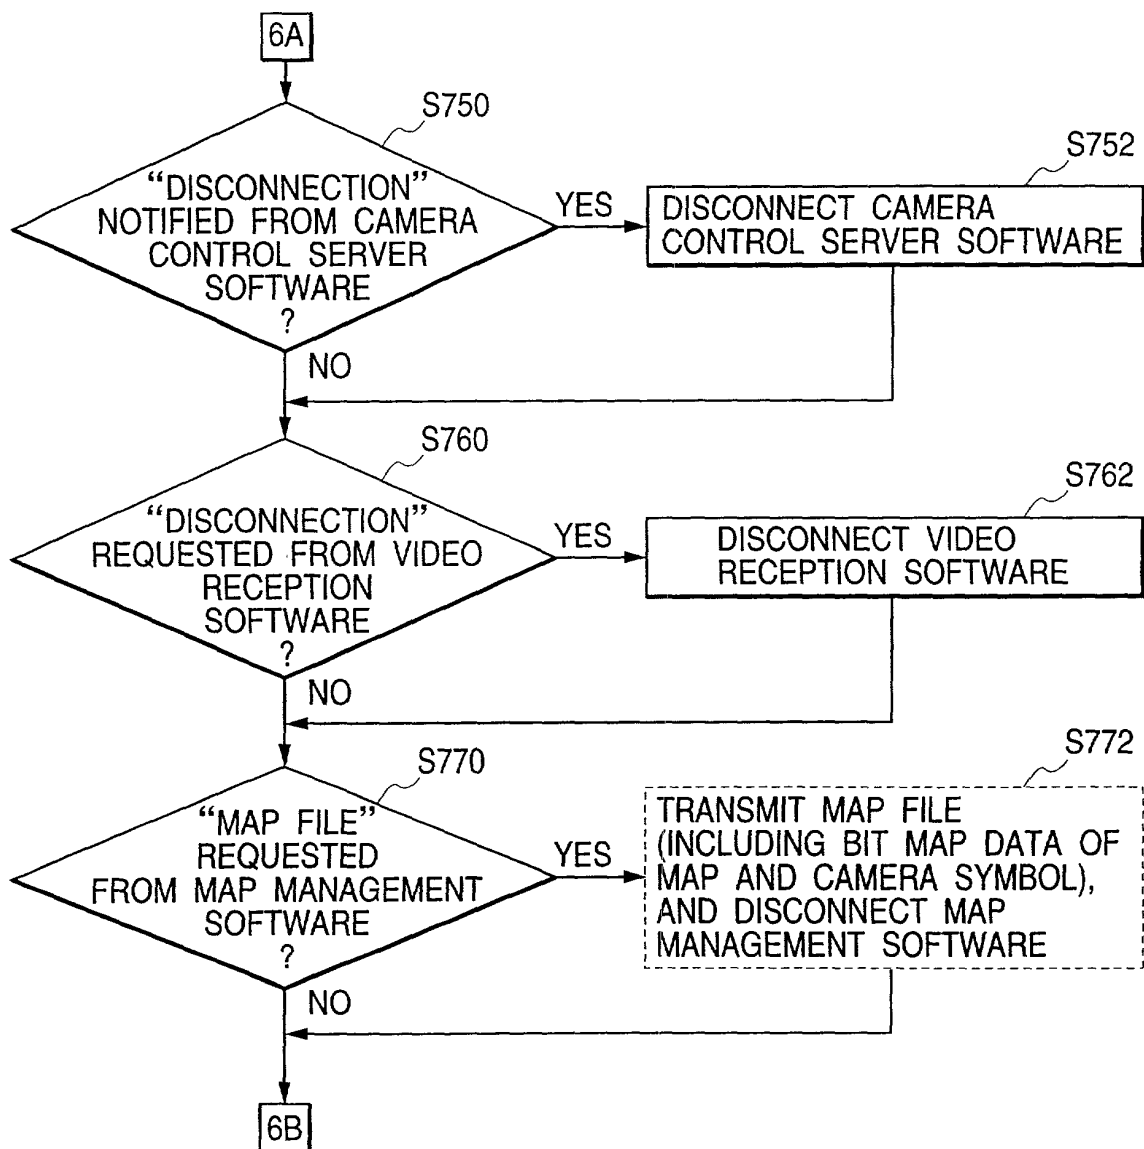 6A
S750
“DISCONNECTION”
NOTIFIED FROM CAMERA
CONTROL SERVER
SOFTWARE
?
YES
S752
DISCONNECT CAMERA
CONTROL SERVER SOFTWARE
NO
S760
“DISCONNECTION”
REQUESTED FROM VIDEO
RECEPTION
SOFTWARE
?
YES
S762
DISCONNECT VIDEO
RECEPTION SOFTWARE
NO
S770
“MAP FILE”
REQUESTED
FROM MAP MANAGEMENT
SOFTWARE
?
YES
S772
TRANSMIT MAP FILE
(INCLUDING BIT MAP DATA OF
MAP AND CAMERA SYMBOL),
AND DISCONNECT MAP
MANAGEMENT SOFTWARE
NO
6B